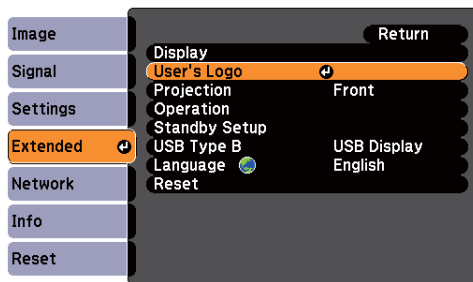 Image
Signal
Settings
Extended
Network
Info
Reset
Return
Display
User's Logo
Projection Front
Operation
Standby Setup
USB Type B USB Display
Language English
Reset